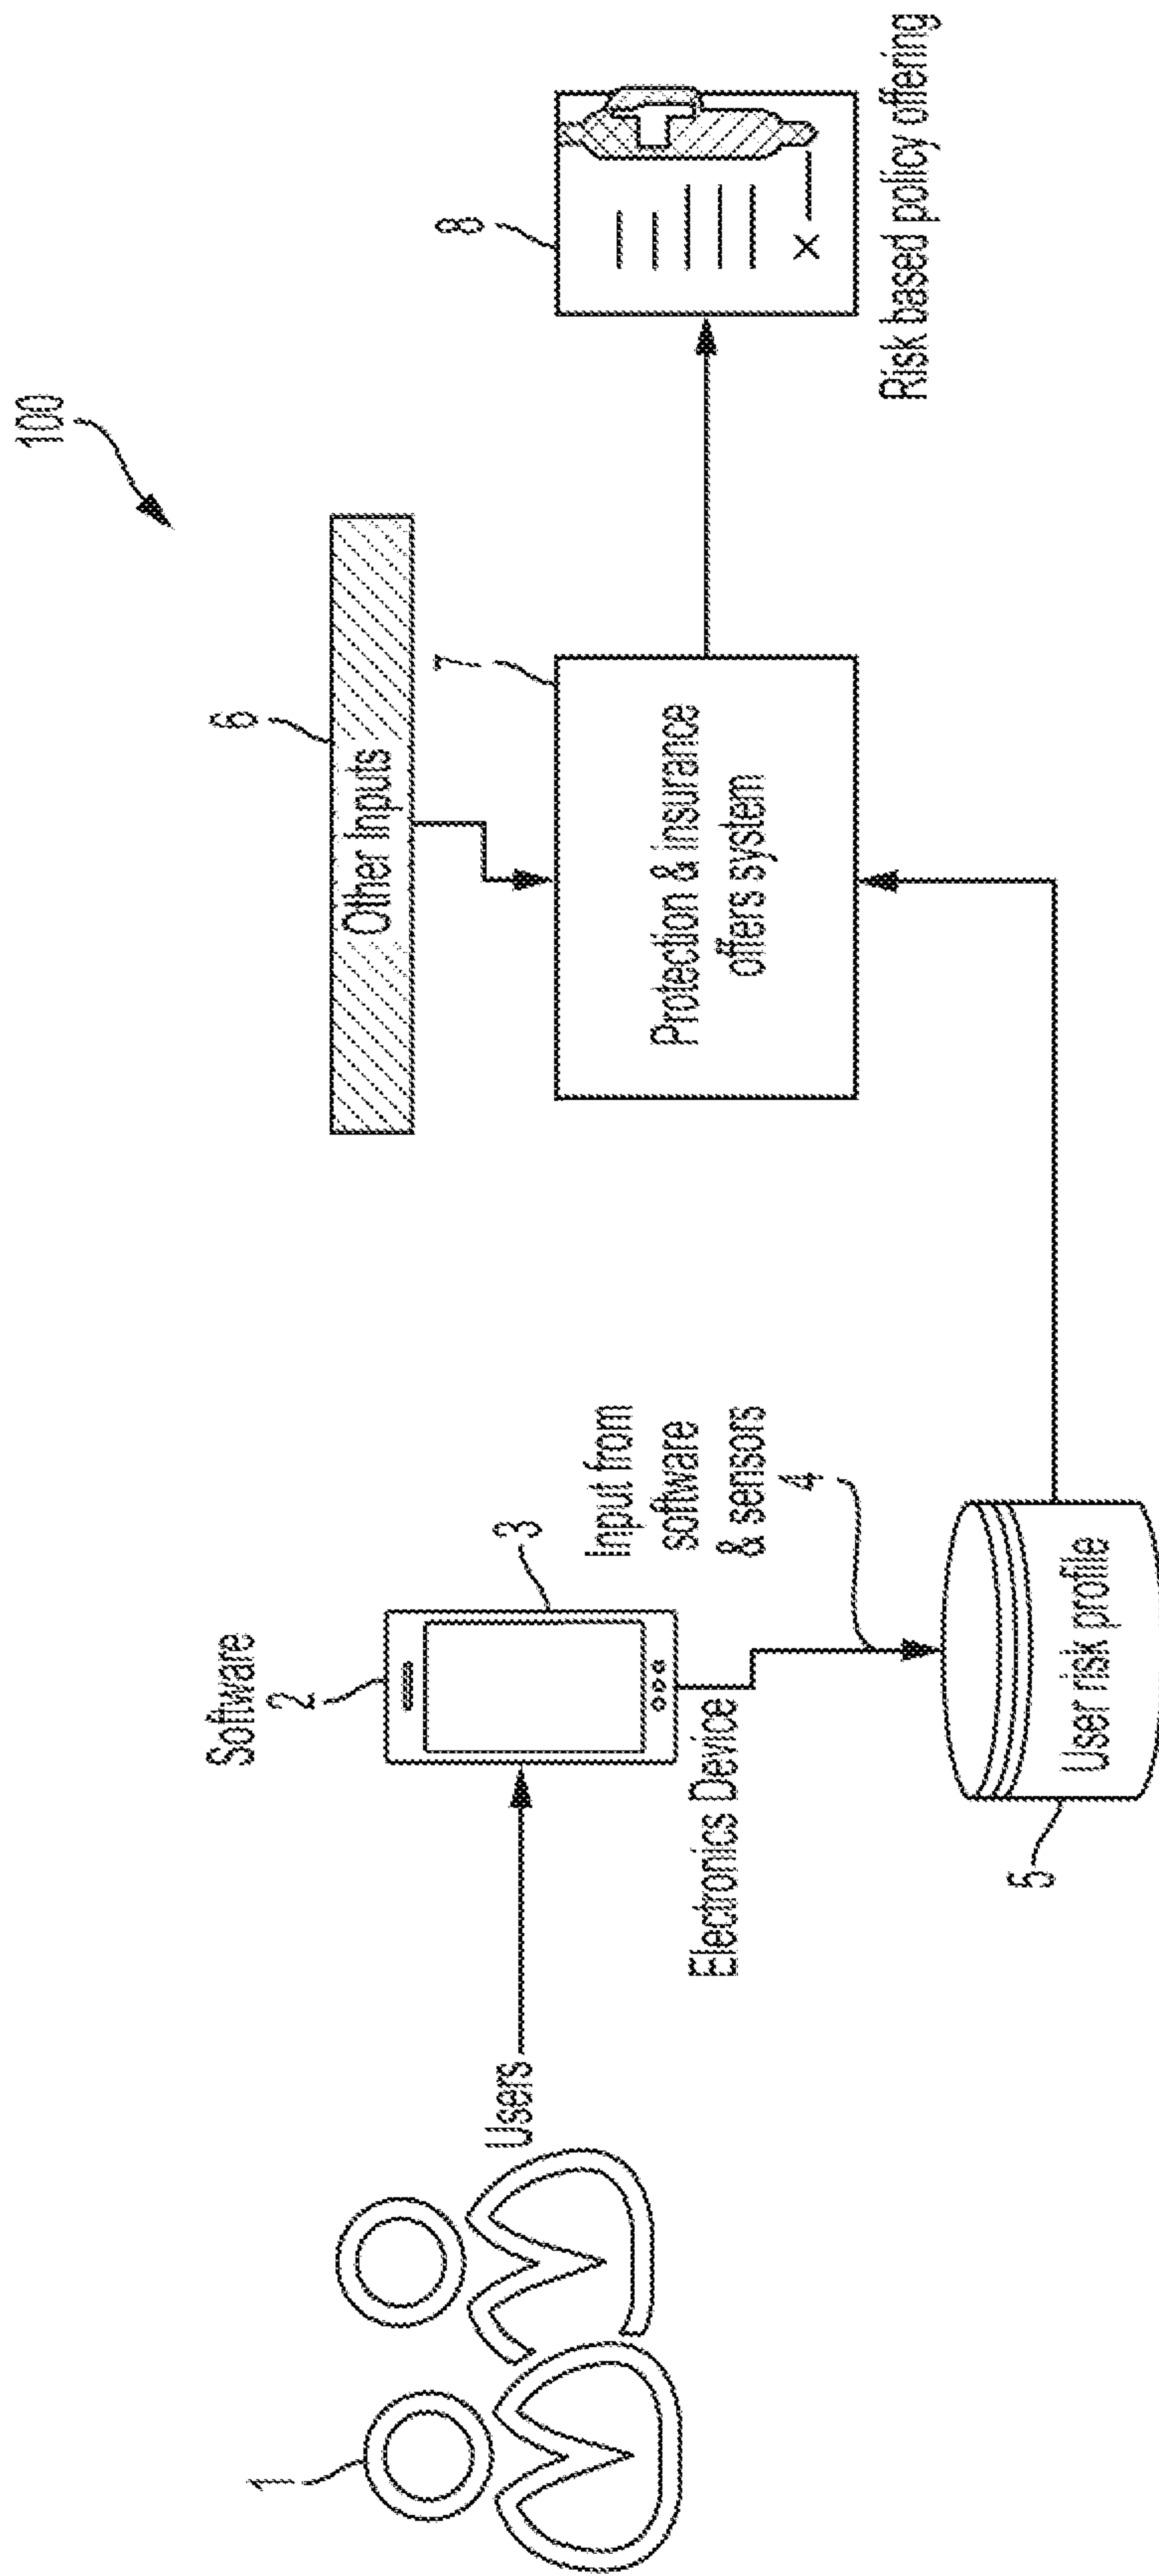 100
6
Other Inputs
7
Protection & insurance
offers system
8
X
Risk based policy offering
Software
2
3
Electronics Device
Input from
software
& sensors
4
5
User risk profile
1
Users